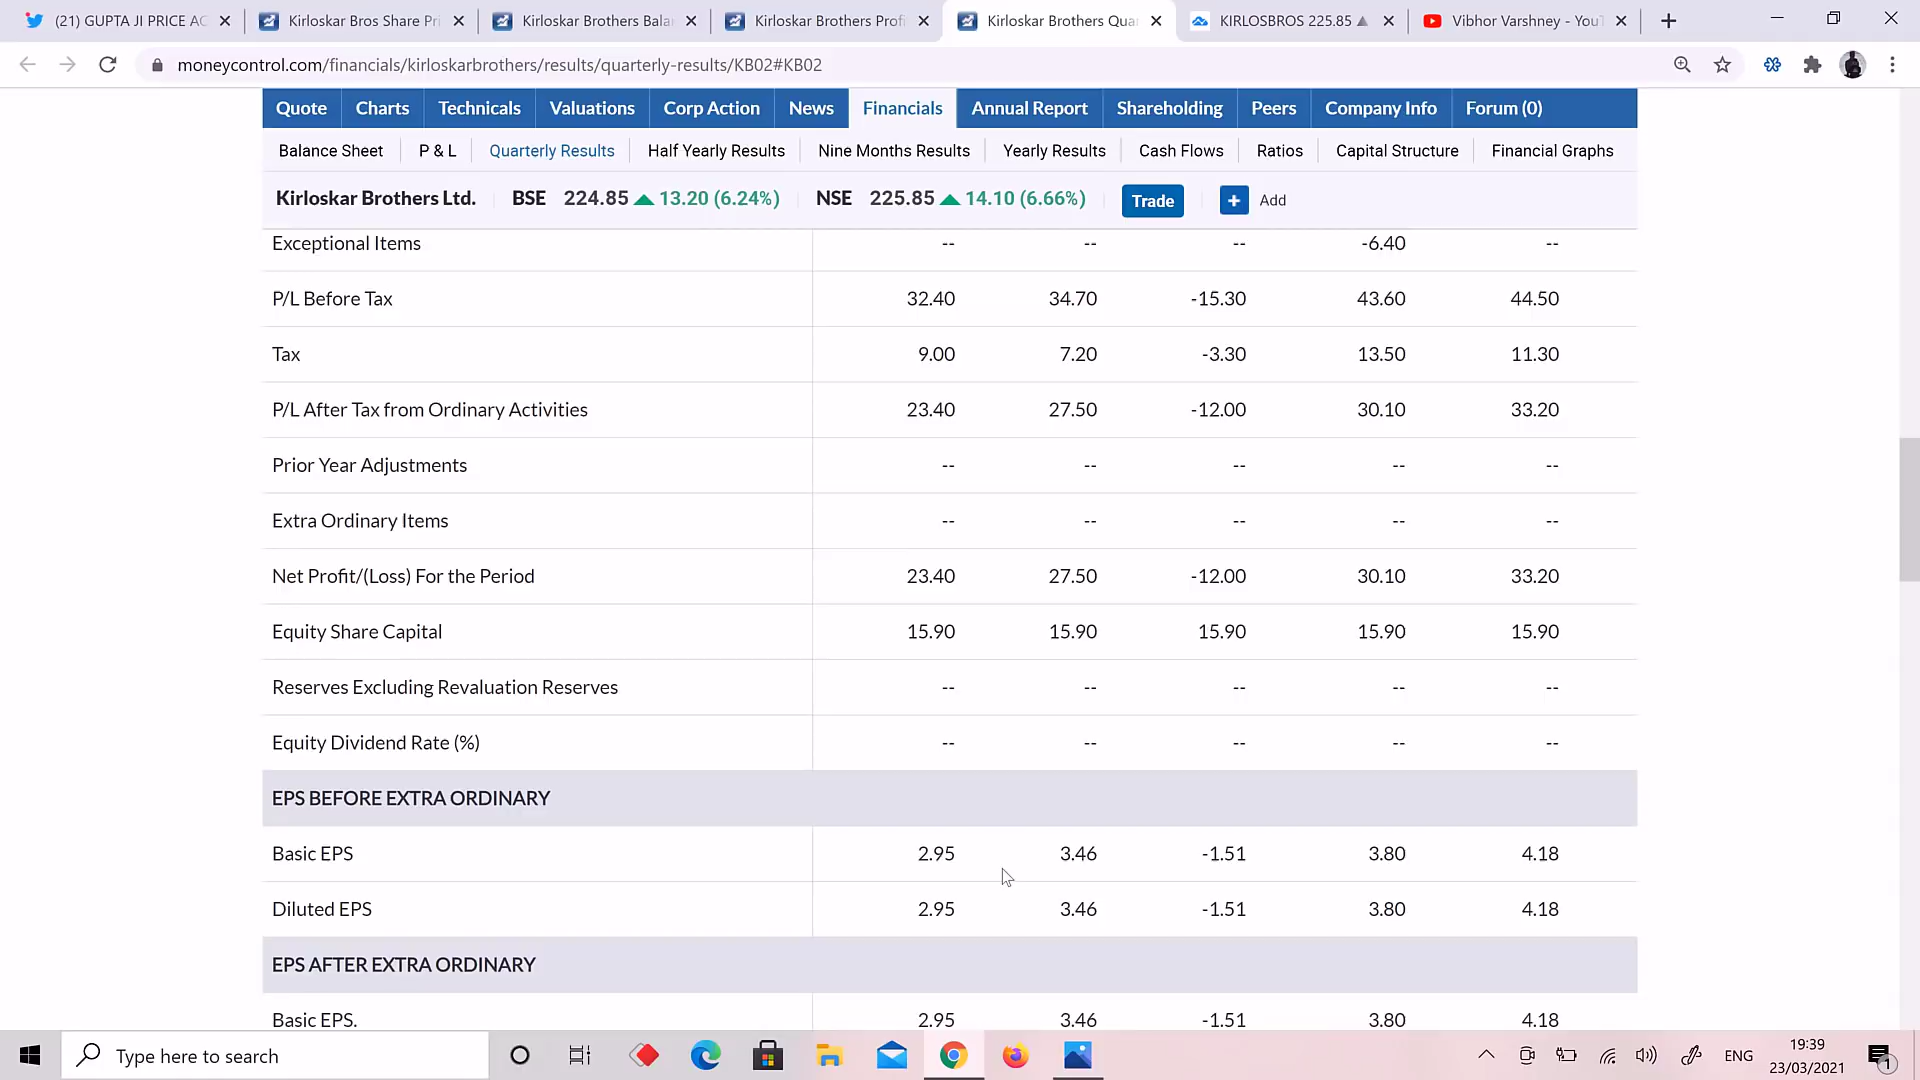 (21) GUPTA JI PRICE AC
Kirloskar Bros Share Pri
Kirloskar Brothers Bala
Kirloskar Brothers Profi
Kirloskar Brothers Qua
KIRLOSBROS 225.85 ▲
Vibhor Varshney - YouT
moneycontrol.com/financials/kirloskarbrothers/results/quarterly-results/KB02#KB02
Quote Charts Technicals Valuations Corp Action News Financials Annual Report Shareholding Peers Company Info Forum (0)
Balance Sheet P & L Quarterly Results Half Yearly Results Nine Months Results Yearly Results Cash Flows Ratios Capital Structure Financial Graphs
Kirloskar Brothers Ltd. BSE 224.85 ▲ 13.20 (6.24%) NSE 225.85 ▲ 14.10 (6.66%) Trade + Add
Exceptional Items -- -- -- -6.40 --
P/L Before Tax 32.40 34.70 -15.30 43.60 44.50
Tax 9.00 7.20 -3.30 13.50 11.30
P/L After Tax from Ordinary Activities 23.40 27.50 -12.00 30.10 33.20
Prior Year Adjustments -- -- -- -- --
Extra Ordinary Items -- -- -- -- --
Net Profit/(Loss) For the Period 23.40 27.50 -12.00 30.10 33.20
Equity Share Capital 15.90 15.90 15.90 15.90 15.90
Reserves Excluding Revaluation Reserves -- -- -- -- --
Equity Dividend Rate (%) -- -- -- -- --
EPS BEFORE EXTRA ORDINARY
Basic EPS 2.95 3.46 -1.51 3.80 4.18
Diluted EPS 2.95 3.46 -1.51 3.80 4.18
EPS AFTER EXTRA ORDINARY
Basic EPS. 2.95 3.46 -1.51 3.80 4.18
Type here to search
ENG
19:39
23/03/2021
1